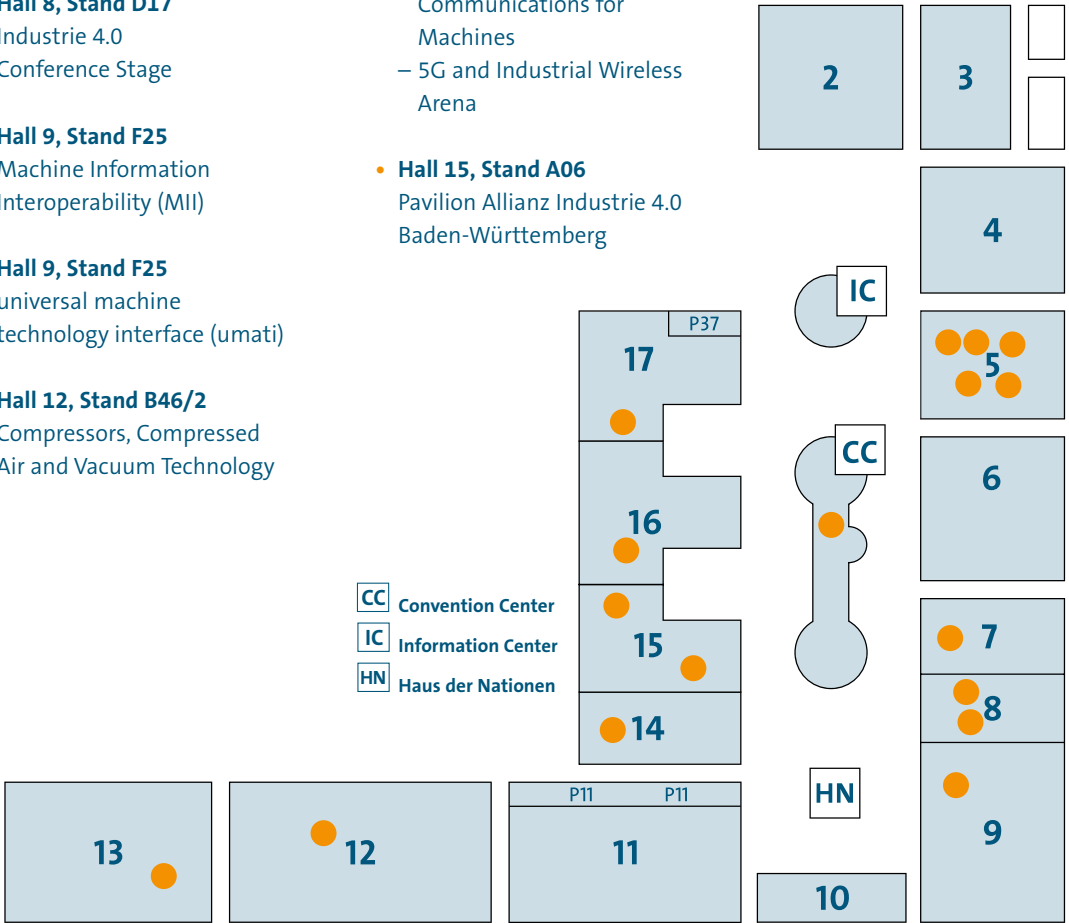 Hall 8, Stand D17
Industrie 4.0
Conference Stage
Hall 9, Stand F25
Machine Information
Interoperability (MII)
Hall 9, Stand F25
universal machine
technology interface (umati)
Hall 12, Stand B46/2
Compressors, Compressed
Air and Vacuum Technology
Communications for
Machines
– 5G and Industrial Wireless
Arena
• Hall 15, Stand A06
Pavilion Allianz Industrie 4.0
Baden-Württemberg
2
3
4
IC
P37
17
5
CC
6
16
CC Convention Center
IC Information Center
HN Haus der Nationen
15
7
8
14
HN
P11 P11
13
12
11
9
10